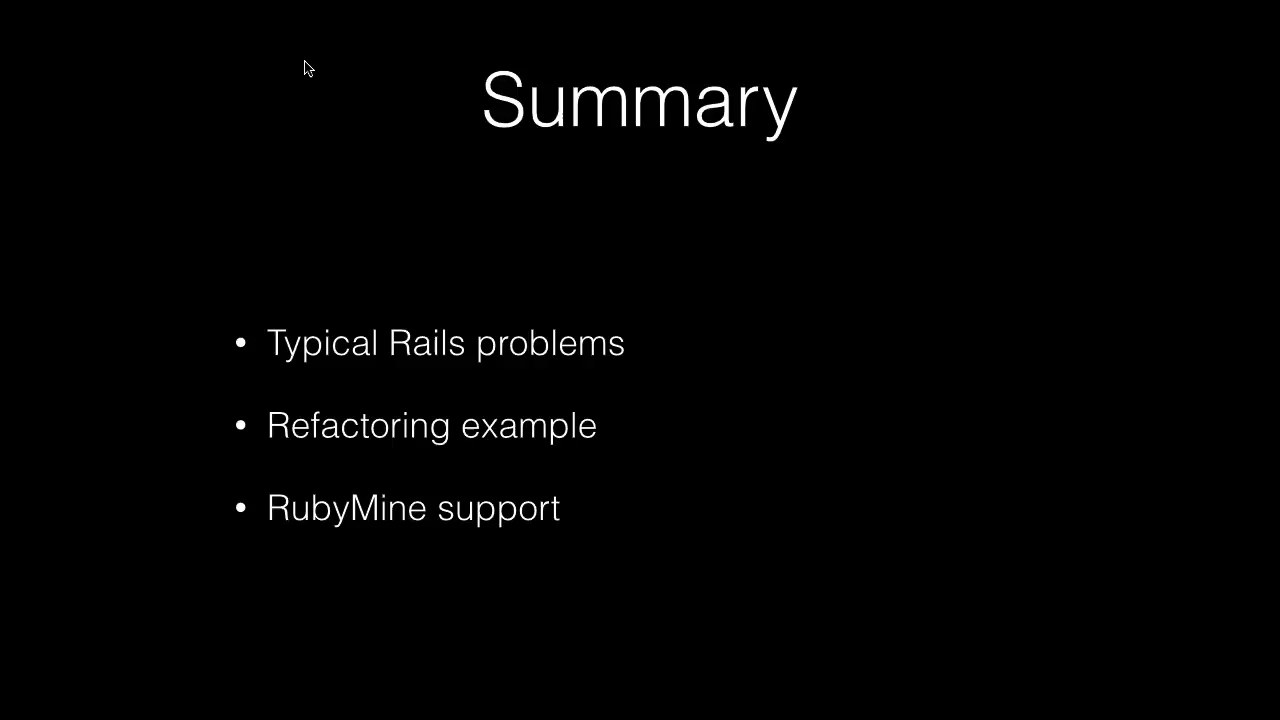 Summary
• Typical Rails problems
• Refactoring example
• RubyMine support